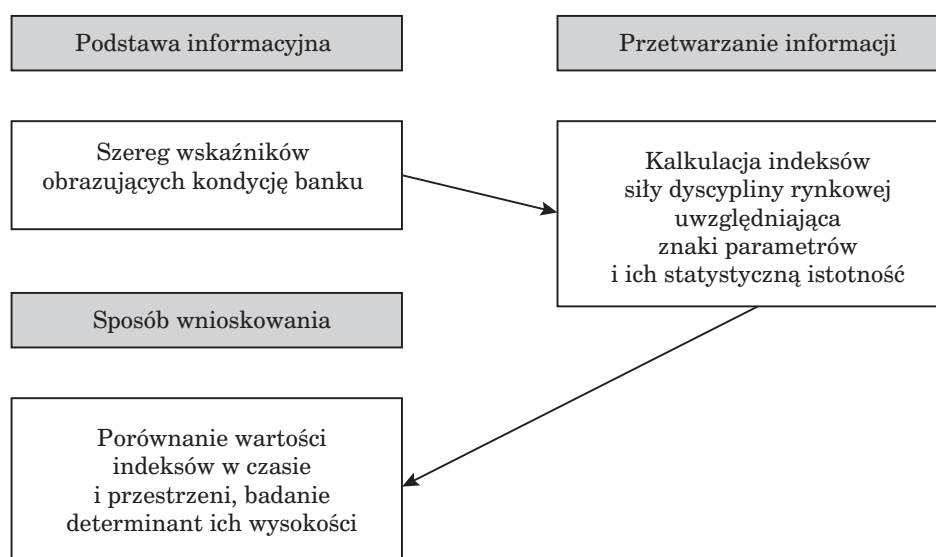 Podstawa informacyjna
Przetwarzanie informacji
Szereg wskaźników
obrazujących kondycję banku
Kalkulacja indeksów
siły dyscypliny rynkowej
uwzględniająca
znaki parametrów
i ich statystyczną istotność
Sposób wnioskowania
Porównanie wartości
indeksów w czasie
i przestrzeni, badanie
determinant ich wysokości